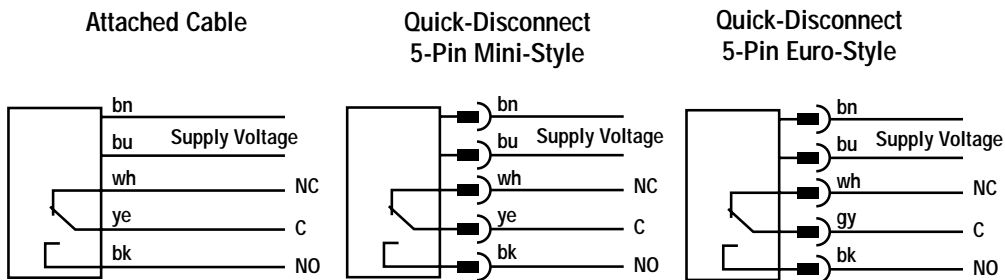 Attached Cable
bn
bu
Supply Voltage
wh
NC
ye
C
bk
NO
Quick-Disconnect
5-Pin Mini-Style
bn
bu
Supply Voltage
wh
NC
ye
C
bk
NO
Quick-Disconnect
5-Pin Euro-Style
bn
bu
Supply Voltage
wh
NC
gy
C
bk
NO